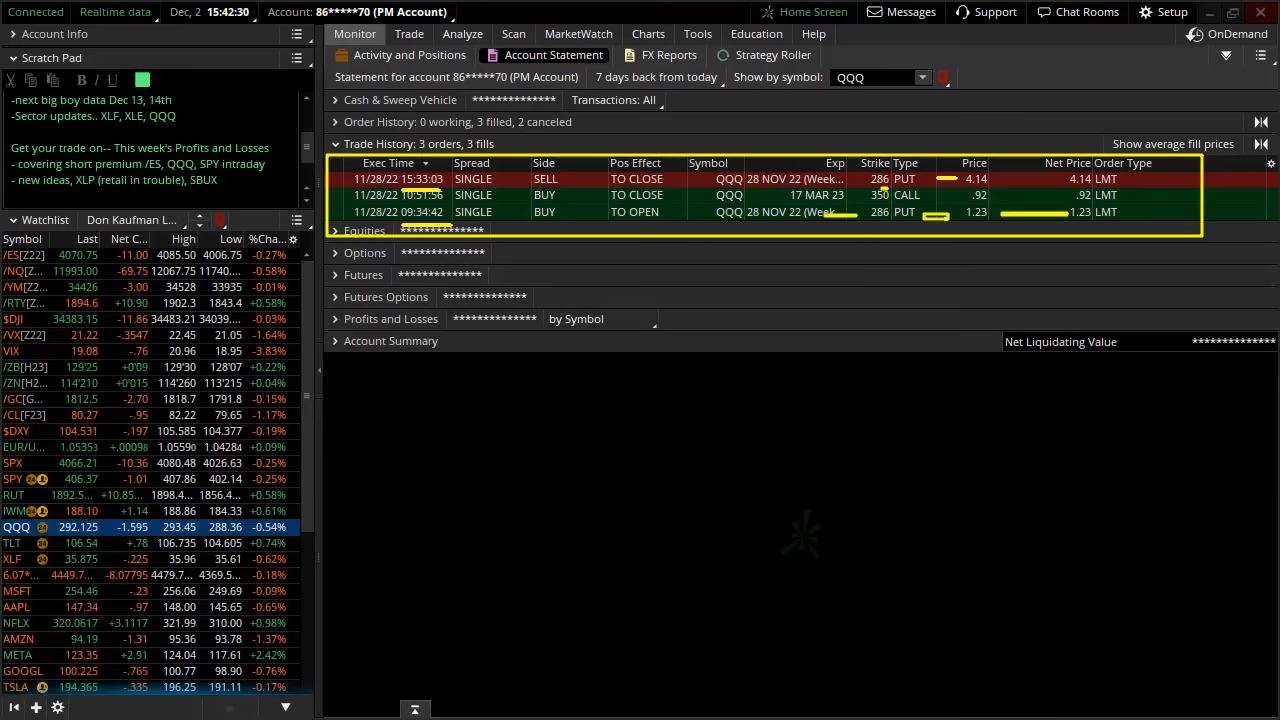 Connected Realtime data Dec, 2 15:42:30 Account: 86*****70 (PM Account) Home Screen Messages Support Chat Rooms Setup
Account Info
Monitor Trade Analyze Scan MarketWatch Charts Tools Education Help OnDemand
Scratch Pad
Activity and Positions Account Statement FX Reports Strategy Roller
Statement for account 86*****70 (PM Account) 7 days back from today Show by symbol: QQQ
B I U
-next big boy data Dec 13, 14th
-Sector updates.. XLF, XLE, QQQ
Get your trade on-- This week's Profits and Losses
- covering short premium /ES, QQQ, SPY intraday
- new ideas, XLP (retail in trouble), SBUX
Cash & Sweep Vehicle ************** Transactions: All
Order History: 0 working, 3 filled, 2 canceled
Trade History: 3 orders, 3 fills Show average fill prices
Exec Time Spread Side Pos Effect Symbol Exp Strike Type Price Net Price Order Type
11/28/22 15:33:03 SINGLE SELL TO CLOSE QQQ 28 NOV 22 (Week... 286 PUT 4.14 4.14 LMT
11/28/22 10:51:56 SINGLE BUY TO CLOSE QQQ 17 MAR 23 350 CALL .92 .92 LMT
11/28/22 09:34:42 SINGLE BUY TO OPEN QQQ 28 NOV 22 (Week 286 PUT 1.23 1.23 LMT
Equities **************
Options **************
Futures **************
Futures Options **************
Profits and Losses ************** by Symbol
Account Summary Net Liquidating Value **************
Watchlist Don Kaufman L...
Symbol Last Net C... High Low %Cha...
/ES[Z22] 4070.75 -11.00 4085.50 4006.75 -0.27%
/NQ[Z... 11993.00 -69.75 12067.75 11740.... -0.58%
/YM[Z2... 34426 -3.00 34528 33935 -0.01%
/RTY[Z... 1894.6 +10.90 1902.3 1843.4 +0.58%
$DJI 34383.15 -11.86 34483.21 34039.... -0.03%
/VX[Z22] 21.22 -.3547 22.45 21.05 -1.64%
VIX 19.08 -.76 20.96 18.95 -3.83%
/ZB[H23] 129'25 +0'09 129'30 128'07 +0.22%
/ZN[H2... 114'210 +0'015 114'260 113'215 +0.04%
/GC[G... 1812.5 -2.70 1818.7 1791.8 -0.15%
/CL[F23] 80.27 -.95 82.22 79.65 -1.17%
$DXY 104.531 -.197 105.585 104.377 -0.19%
EUR/U... 1.05353 +.00098 1.05590 1.04284 +0.09%
SPX 4066.21 -10.36 4080.48 4026.63 -0.25%
SPY 24 406.37 -1.01 407.86 402.14 -0.25%
RUT 1892.5... +10.85... 1898.4... 1856.4... +0.58%
IWM 24 188.10 +1.14 188.86 184.33 +0.61%
QQQ 24 292.125 -1.595 293.45 288.36 -0.54%
TLT 24 106.54 +.78 106.735 104.605 +0.74%
XLF 24 35.875 -.225 35.96 35.61 -0.62%
6.07*... 4449.7... -8.07795 4479.7... 4369.5... -0.18%
MSFT 254.46 -.23 256.06 249.69 -0.09%
AAPL 147.34 -.97 148.00 145.65 -0.65%
NFLX 320.0617 +3.1117 321.99 310.00 +0.98%
AMZN 94.19 -1.31 95.36 93.78 -1.37%
META 123.35 +2.91 124.04 117.61 +2.42%
GOOGL 100.225 -.765 100.77 98.90 -0.76%
TSLA 194.365 -.335 196.25 191.11 -0.17%